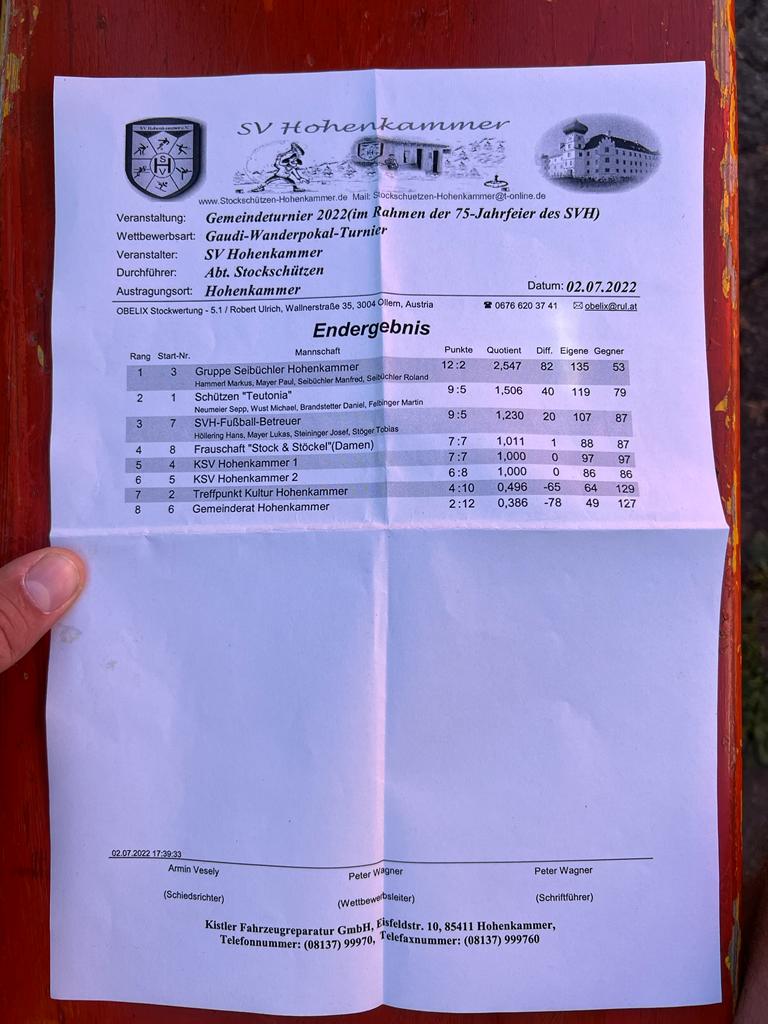 SV Hohenkammer e.V.
S
H
V
SV Hohenkammer
www.Stockschützen-Hohenkammer.de Mail: Stockschuetzen-Hohenkammer@t-online.de
Veranstaltung: Gemeindeturnier 2022(im Rahmen der 75-Jahrfeier des SVH)
Wettbewerbsart: Gaudi-Wanderpokal-Turnier
Veranstalter: SV Hohenkammer
Durchführer: Abt. Stockschützen
Austragungsort: Hohenkammer Datum: 02.07.2022
OBELIX Stockwertung - 5.1 / Robert Ulrich, Wallnerstraße 35, 3004 Ollern, Austria ☎ 0676 620 37 41 ✉ obelix@rul.at
Endergebnis
Rang Start-Nr. Mannschaft Punkte Quotient Diff. Eigene Gegner
1 3 Gruppe Seibüchler Hohenkammer 12:2 2,547 82 135 53
Hammerl Markus, Mayer Paul, Seibüchler Manfred, Seibüchler Roland
2 1 Schützen "Teutonia" 9:5 1,506 40 119 79
Neumeier Sepp, Wust Michael, Brandstetter Daniel, Felbinger Martin
3 7 SVH-Fußball-Betreuer 9:5 1,230 20 107 87
Höllering Hans, Mayer Lukas, Steininger Josef, Stöger Tobias
4 8 Frauschaft "Stock & Stöckel"(Damen) 7:7 1,011 1 88 87
5 4 KSV Hohenkammer 1 7:7 1,000 0 97 97
6 5 KSV Hohenkammer 2 6:8 1,000 0 86 86
7 2 Treffpunkt Kultur Hohenkammer 4:10 0,496 -65 64 129
8 6 Gemeinderat Hohenkammer 2:12 0,386 -78 49 127
02.07.2022 17:39:33
Armin Vesely Peter Wagner Peter Wagner
(Schiedsrichter) (Wettbewerbsleiter) (Schriftführer)
Kistler Fahrzeugreparatur GmbH, Eisfeldstr. 10, 85411 Hohenkammer,
Telefonnummer: (08137) 99970, Telefaxnummer: (08137) 999760